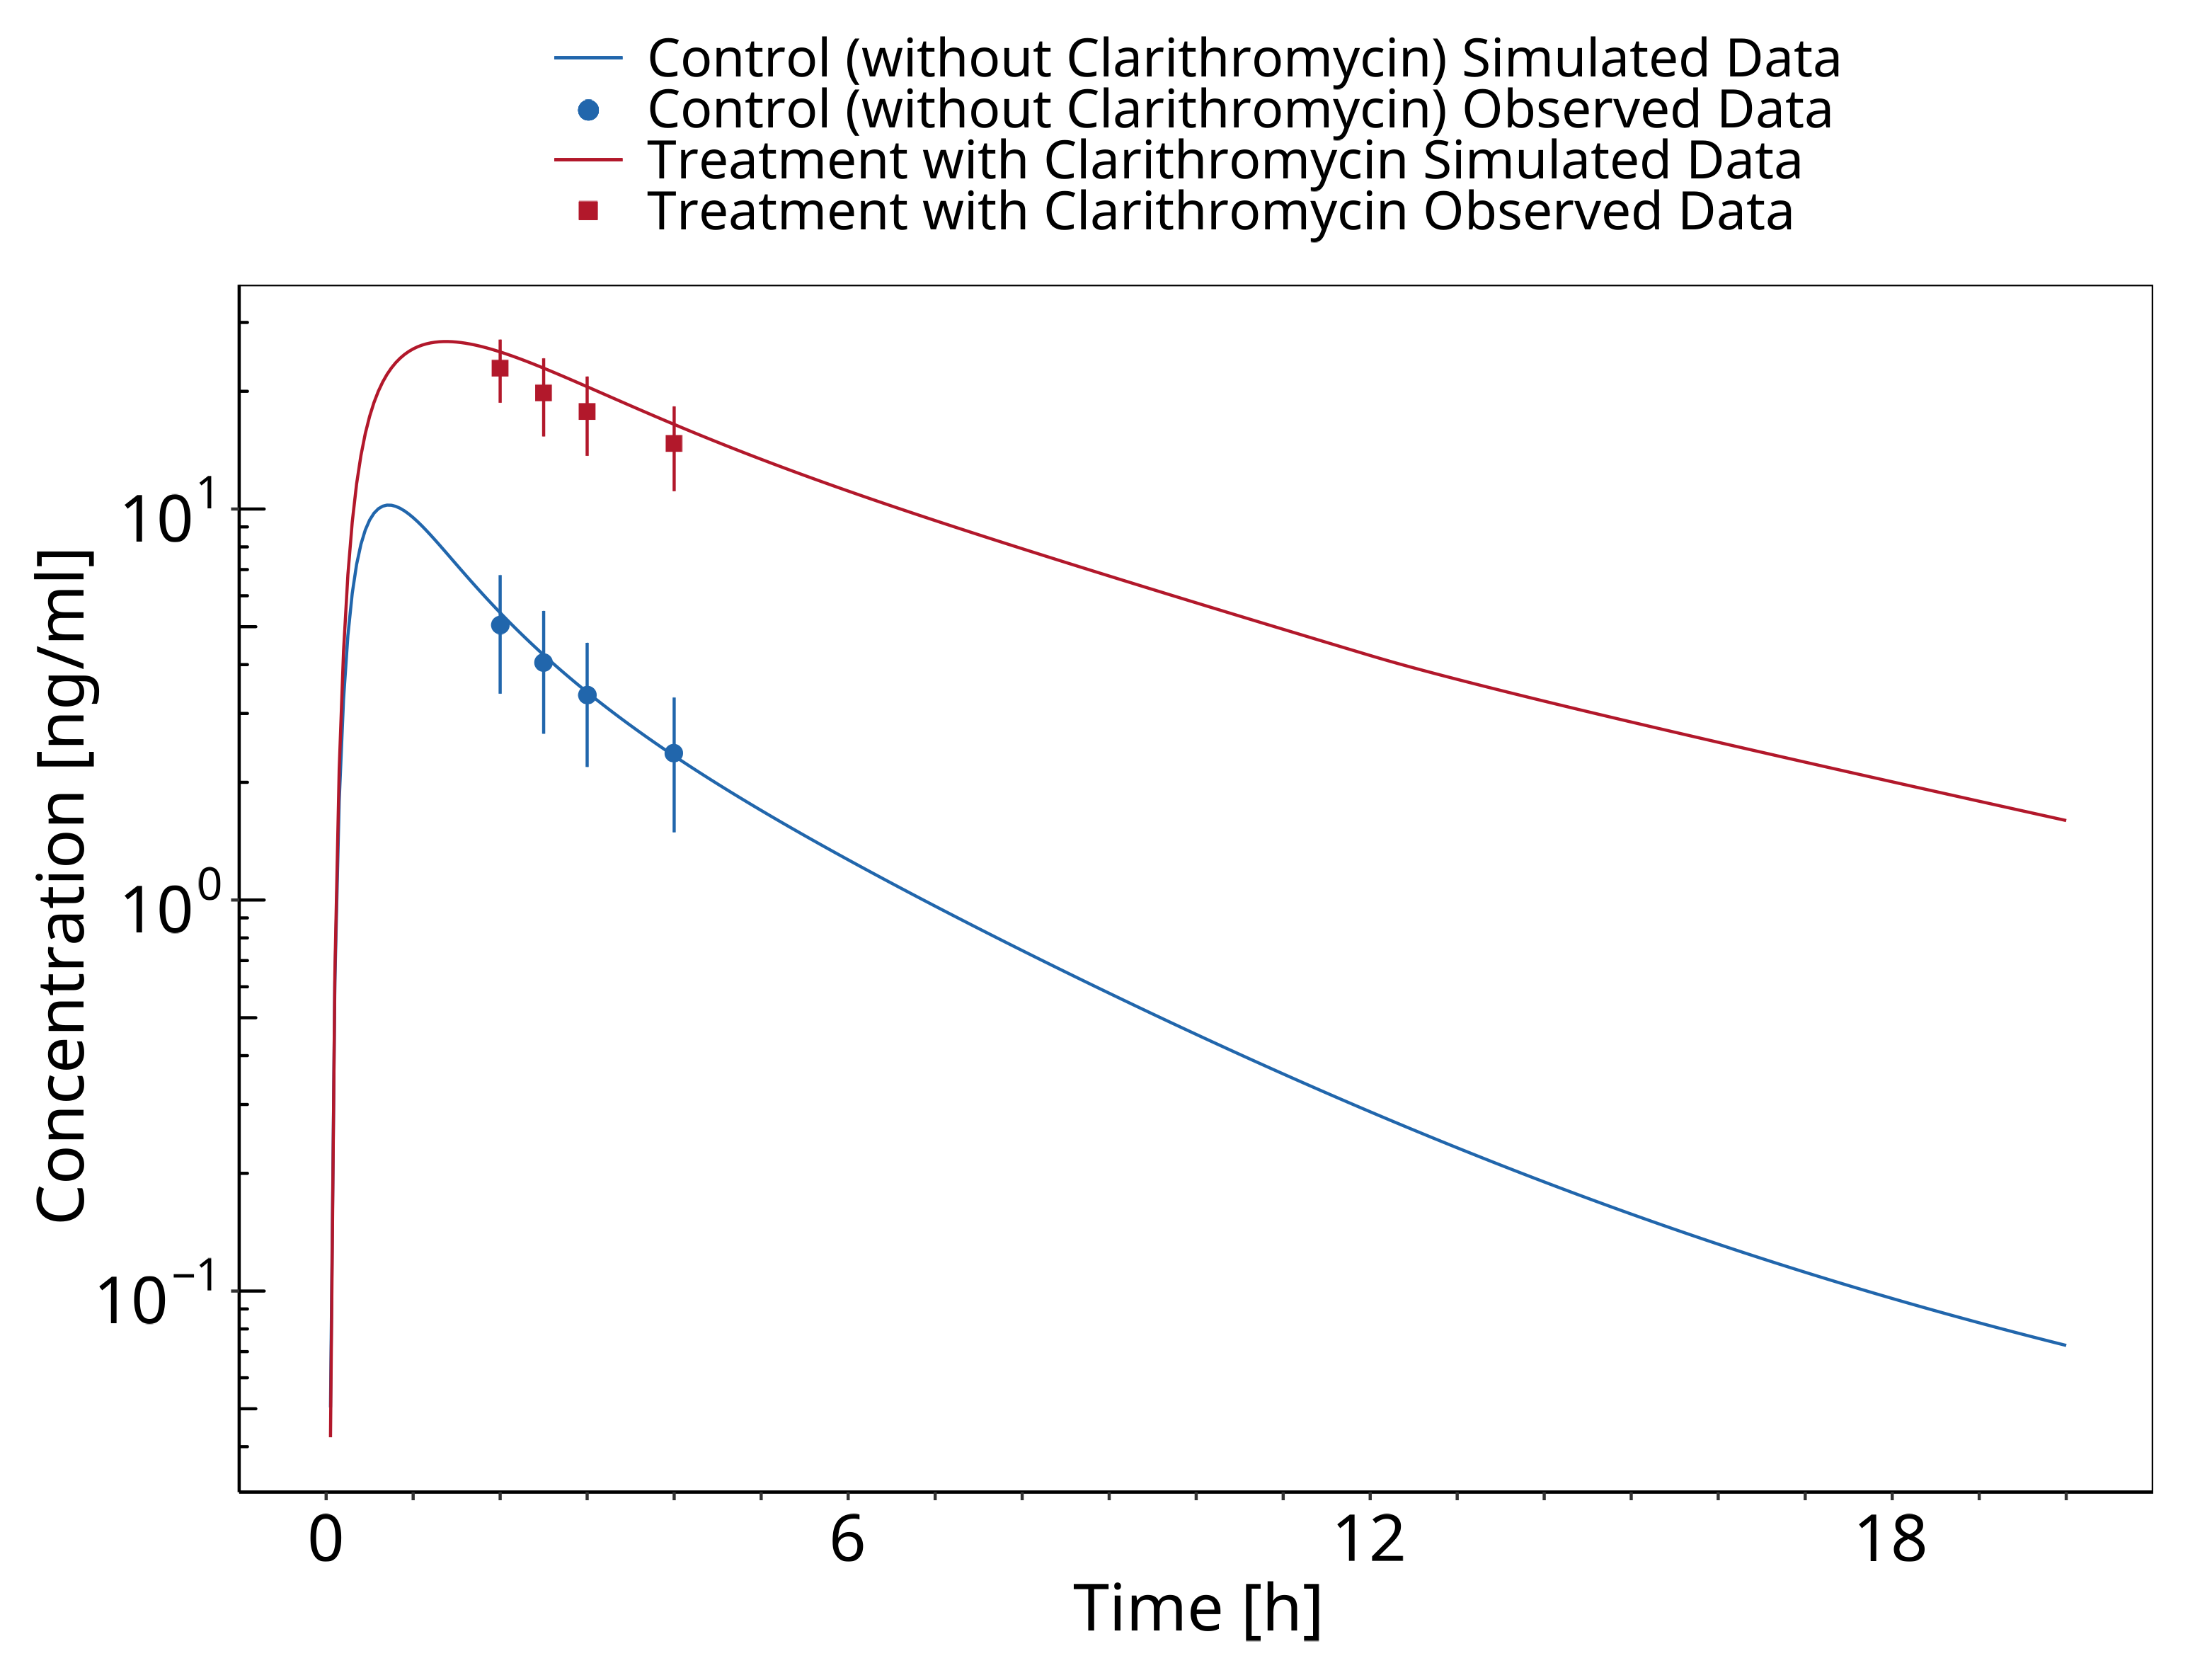 Control (without Clarithromycin) Simulated Data
Control (without Clarithromycin) Observed Data
Treatment with Clarithromycin Simulated Data
Treatment with Clarithromycin Observed Data
Concentration [ng/ml]
10¹
10⁰
10⁻¹
0 6 12 18
Time [h]